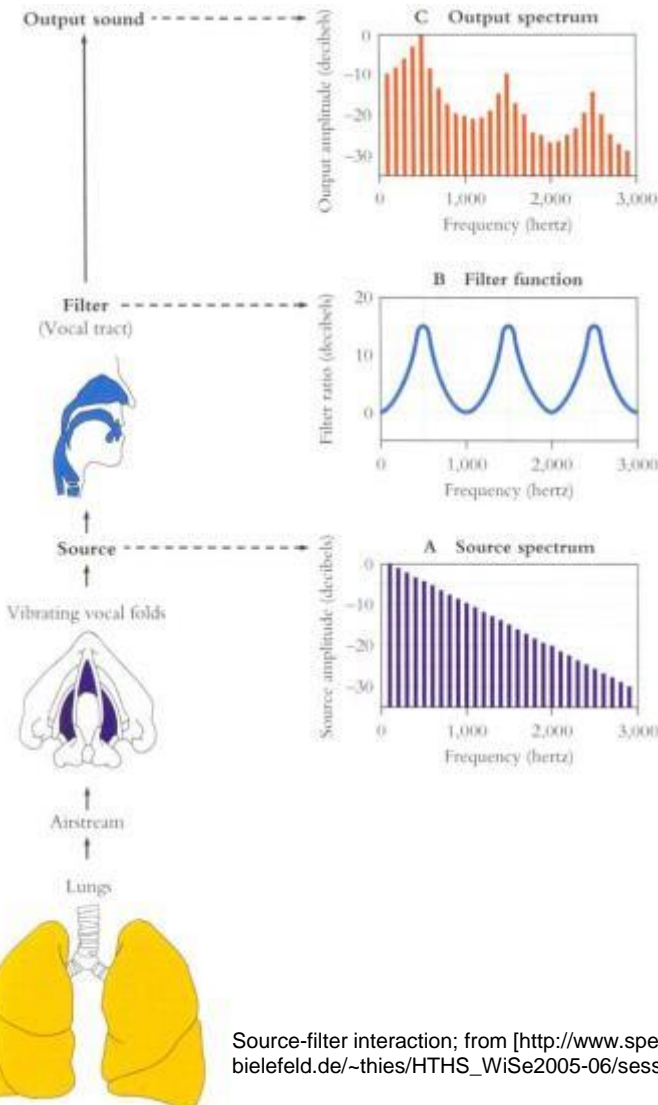 Output sound
C Output spectrum
Output amplitude (decibels)
0
−10
−20
−30
0 1,000 2,000 3,000
Frequency (hertz)
B Filter function
Filter
(Vocal tract)
Filter ratio (decibels)
20
10
0
0 1,000 2,000 3,000
Frequency (hertz)
Source
A Source spectrum
Source amplitude (decibels)
0
−10
−20
−30
0 1,000 2,000 3,000
Frequency (hertz)
Vibrating vocal folds
Airstream
Lungs
Source-filter interaction; from [http://www.spe
bielefeld.de/~thies/HTHS_WiSe2005-06/sess